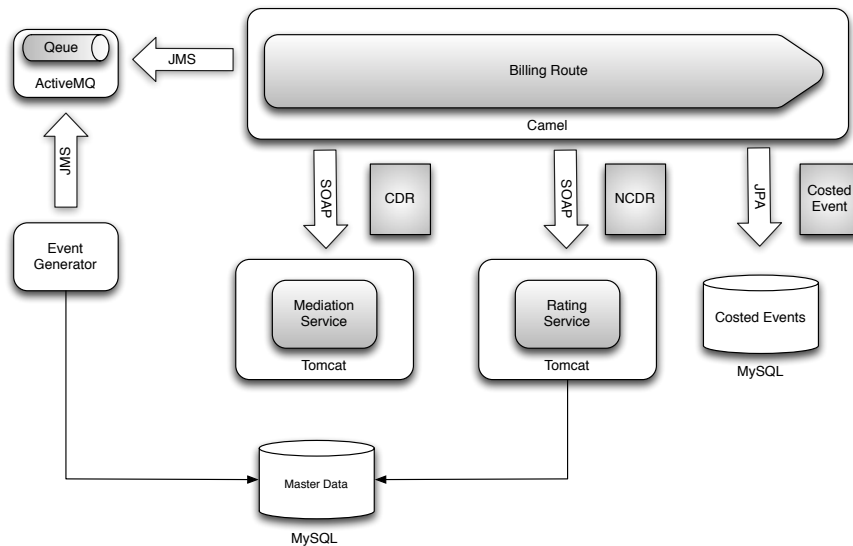 Qeue
ActiveMQ
JMS
Billing Route
Camel
JMS
SOAP
CDR
SOAP
NCDR
JPA
Costed
Event
Event
Generator
Mediation
Service
Tomcat
Rating
Service
Tomcat
Costed Events
MySQL
Master Data
MySQL